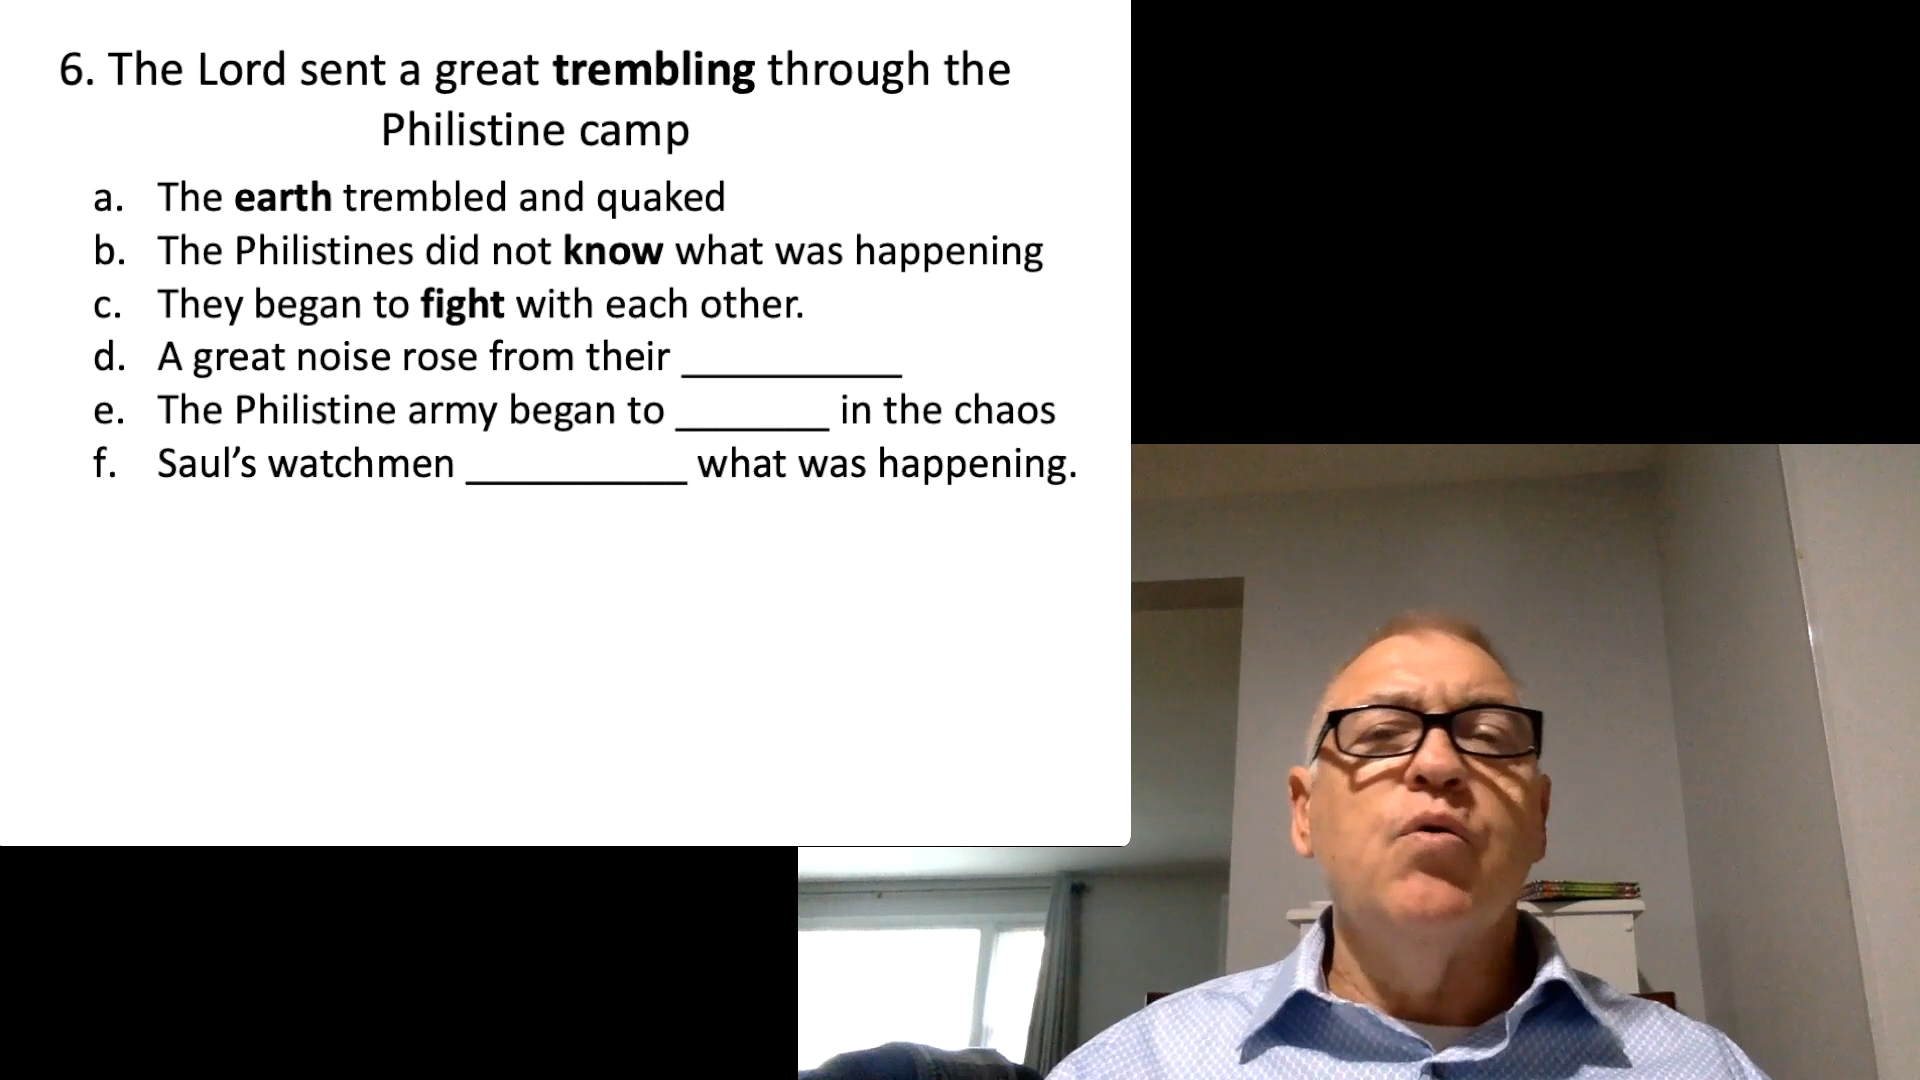 6. The Lord sent a great trembling through the
Philistine camp
a. The earth trembled and quaked
b. The Philistines did not know what was happening
c. They began to fight with each other.
d. A great noise rose from their __________
e. The Philistine army began to _______ in the chaos
f. Saul’s watchmen __________ what was happening.